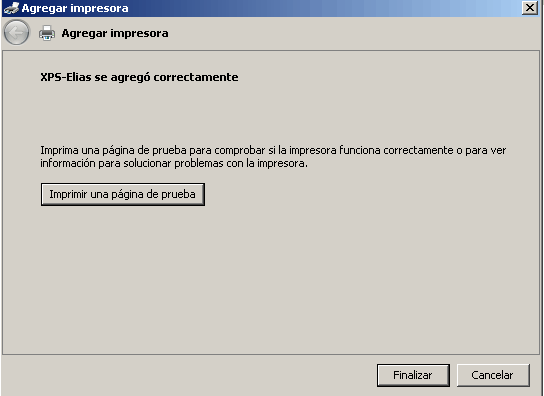 Agregar impresora
Agregar impresora
XPS-Elias se agregó correctamente
Imprima una página de prueba para comprobar si la impresora funciona correctamente o para ver
información para solucionar problemas con la impresora.
Imprimir una página de prueba
Finalizar
Cancelar